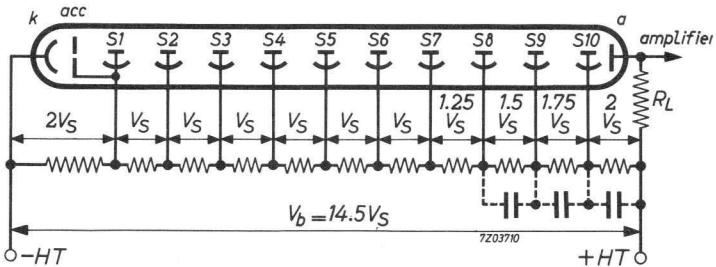 k acc a
S1 S2 S3 S4 S5 S6 S7 S8 S9 S10 amplifier
1.25 1.5 1.75 2 R_L
2V_S V_S V_S V_S V_S V_S V_S V_S V_S V_S V_S
V_b = 14.5V_S
7Z03710
-HT +HT